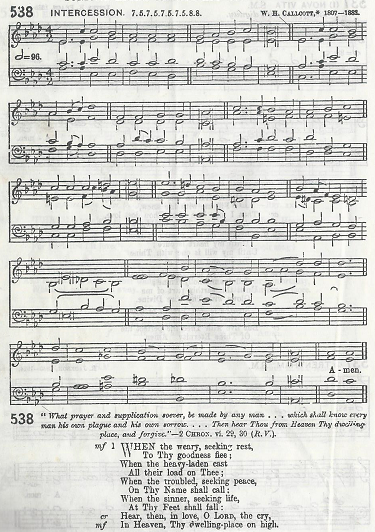 538 INTERCESSION. 7.5.7.5.7.5.7.5.8.8. W. H. CALLCOTT,* 1807–1882.
=96.
A - men.
538 "What prayer and supplication soever, be made by any man . . . which shall know every
man his own plague and his own sorrow. . . . Then hear Thou from Heaven Thy dwelling-
place, and forgive."—2 CHRON. vi. 29, 30 (R.V.).
mf 1 WHEN the weary, seeking rest,
To Thy goodness flee;
When the heavy-laden cast
All their load on Thee;
When the troubled, seeking peace,
On Thy Name shall call;
When the sinner, seeking life,
At Thy Feet shall fall:
cr Hear, then, in love, O LORD, the cry,
mf In Heaven, Thy dwelling-place on high.